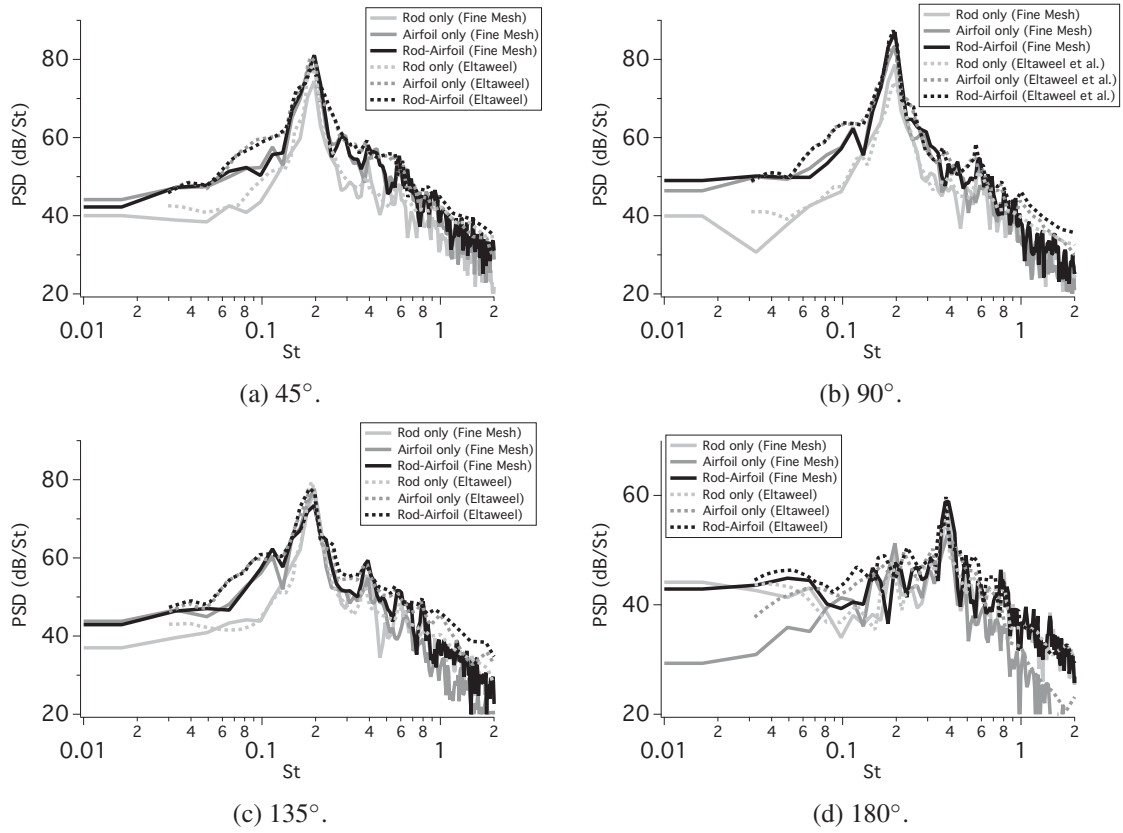 Rod only (Fine Mesh)
Airfoil only (Fine Mesh)
Rod-Airfoil (Fine Mesh)
Rod only (Eltaweel)
Airfoil only (Eltaweel)
Rod-Airfoil (Eltaweel)
PSD (dB/St)
80
60
40
20
0.01
2
4
6
8
0.1
2
4
6
8
1
2
St
(a) 45°.
Rod only (Fine Mesh)
Airfoil only (Fine Mesh)
Rod-Airfoil (Fine Mesh)
Rod only (Eltaweel et al.)
Airfoil only (Eltaweel et al.)
Rod-Airfoil (Eltaweel et al.)
PSD (dB/St)
80
60
40
20
0.01
2
4
6
8
0.1
2
4
6
8
1
2
St
(b) 90°.
Rod only (Fine Mesh)
Airfoil only (Fine Mesh)
Rod-Airfoil (Fine Mesh)
Rod only (Eltaweel)
Airfoil only (Eltaweel)
Rod-Airfoil (Eltaweel)
PSD (dB/St)
80
60
40
20
0.01
2
4
6
8
0.1
2
4
6
8
1
2
St
(c) 135°.
Rod only (Fine Mesh)
Airfoil only (Fine Mesh)
Rod-Airfoil (Fine Mesh)
Rod only (Eltaweel)
Airfoil only (Eltaweel)
Rod-Airfoil (Eltaweel)
PSD (dB/St)
60
40
20
0.01
2
4
6
8
0.1
2
4
6
8
1
2
St
(d) 180°.